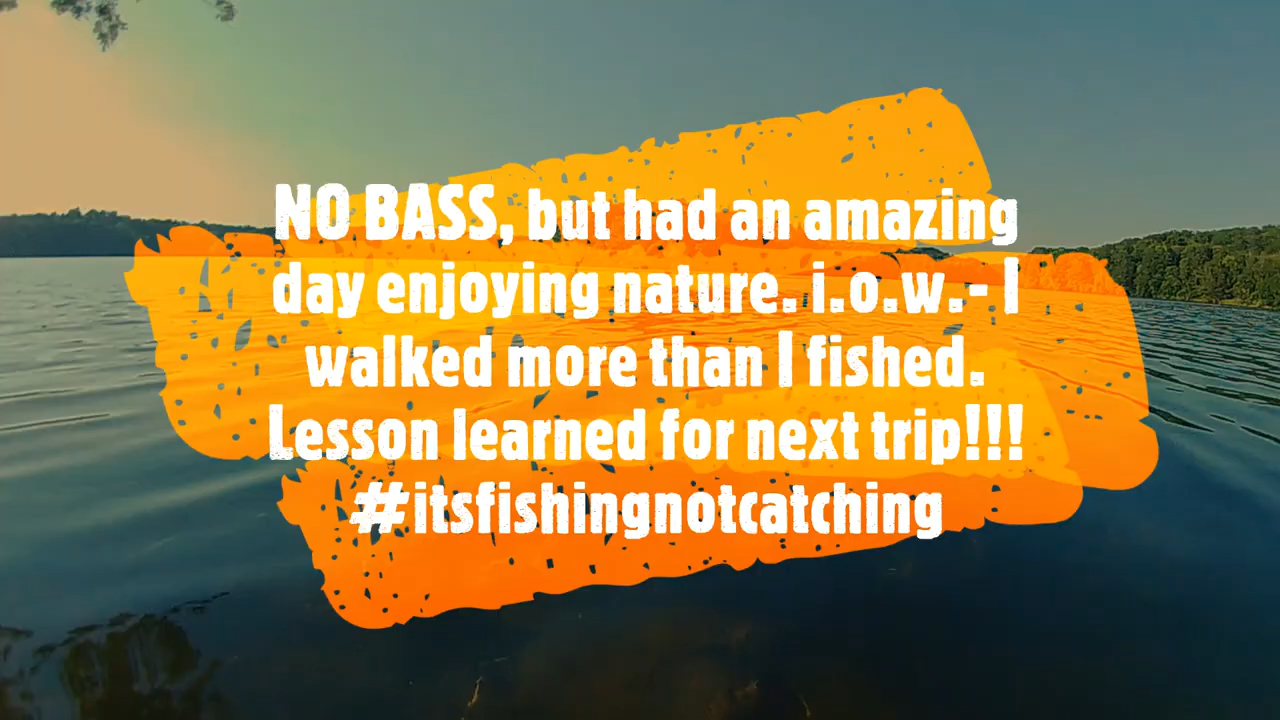 NO BASS, but had an amazing
day enjoying nature. i.o.w.- I
walked more than I fished.
Lesson learned for next trip!!!
#itsfishingnotcatching